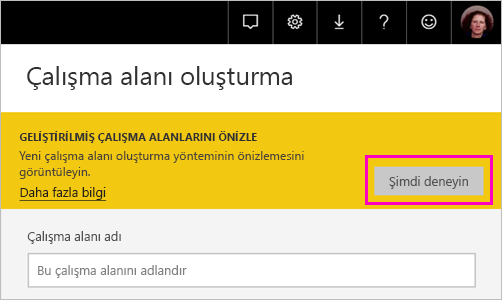 Çalışma alanı oluşturma
GELİŞTİRİLMİŞ ÇALIŞMA ALANLARINI ÖNİZLE
Yeni çalışma alanı oluşturma yönteminin önizlemesini
görüntüleyin.
Daha fazla bilgi
Şimdi deneyin
Çalışma alanı adı
Bu çalışma alanını adlandır